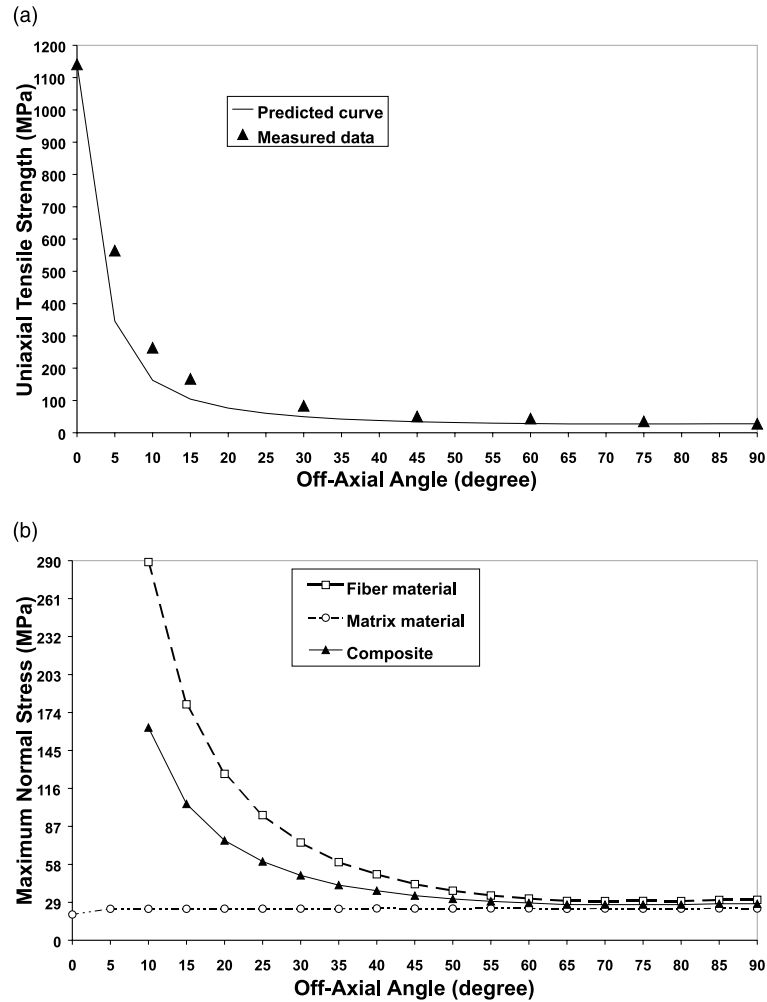 (a)
Uniaxial Tensile Strength (MPa)
1200
1100
1000
900
800
700
600
500
400
300
200
100
0
Predicted curve
Measured data
0 5 10 15 20 25 30 35 40 45 50 55 60 65 70 75 80 85 90
Off-Axial Angle (degree)
(b)
Maximum Normal Stress (MPa)
290
261
232
203
174
145
116
87
58
29
0
Fiber material
Matrix material
Composite
0 5 10 15 20 25 30 35 40 45 50 55 60 65 70 75 80 85 90
Off-Axial Angle (degree)